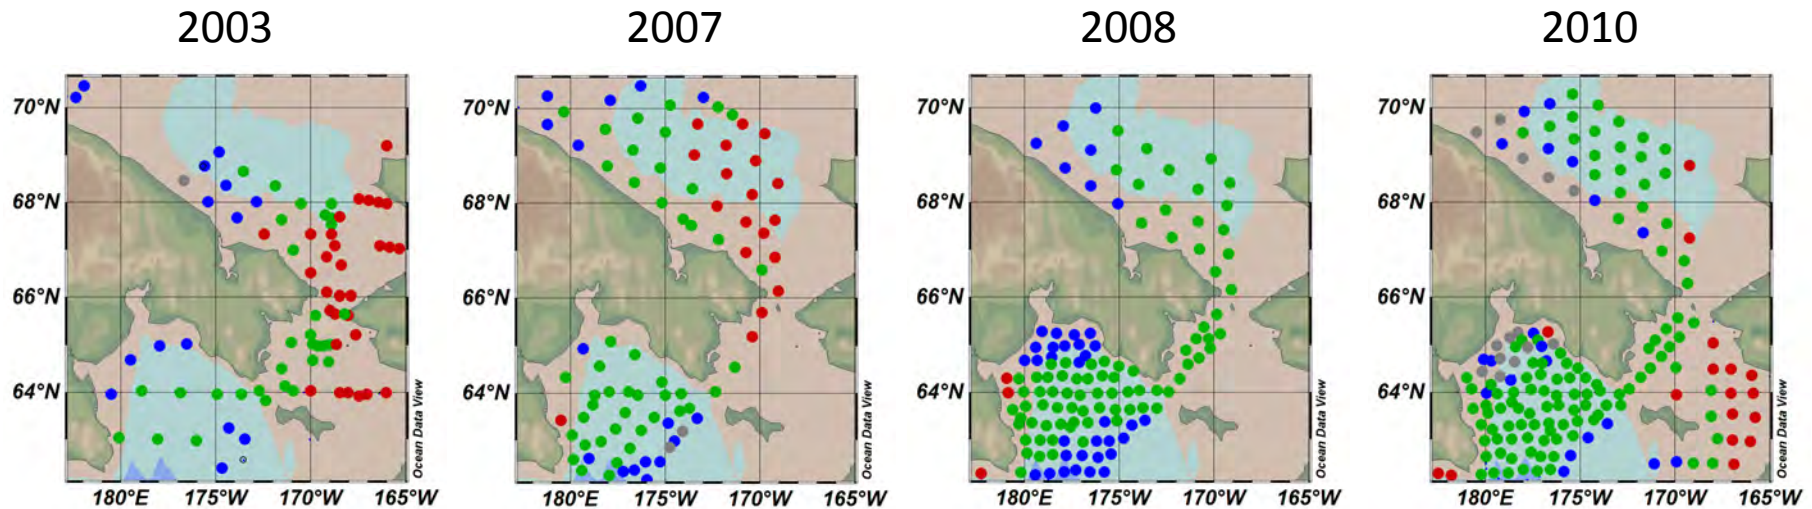 2003 2007 2008 2010
70°N 70°N 70°N 70°N
68°N 68°N 68°N 68°N
66°N 66°N 66°N 66°N
64°N 64°N 64°N 64°N
Ocean Data View Ocean Data View Ocean Data View Ocean Data View
180°E 175°W 170°W 165°W 180°E 175°W 170°W 165°W 180°E 175°W 170°W 165°W 180°E 175°W 170°W 165°W